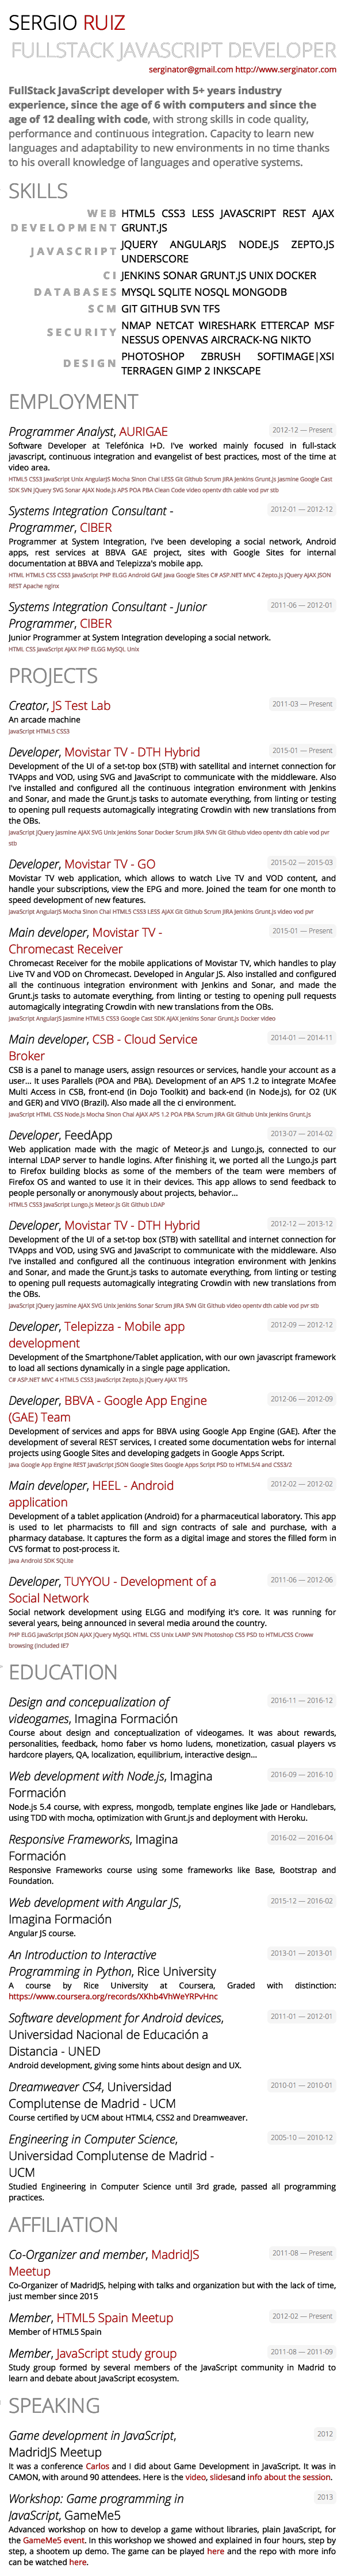 SERGIO RUIZ
FULLSTACK JAVASCRIPT DEVELOPER
serginator@gmail.com http://www.serginator.com
FullStack JavaScript developer with 5+ years industry
experience, since the age of 6 with computers and since the
age of 12 dealing with code, with strong skills in code quality,
performance and continuous integration. Capacity to learn new
languages and adaptability to new environments in no time thanks
to his overall knowledge of languages and operative systems.
SKILLS
WEB DEVELOPMENT HTML5 CSS3 LESS JAVASCRIPT REST AJAX
GRUNT.JS
JAVASCRIPT JQUERY ANGULARJS NODE.JS ZEPTO.JS
UNDERSCORE
CI JENKINS SONAR GRUNT.JS UNIX DOCKER
DATABASES MYSQL SQLITE NOSQL MONGODB
SCM GIT GITHUB SVN TFS
SECURITY NMAP NETCAT WIRESHARK ETTERCAP MSF
NESSUS OPENVAS AIRCRACK-NG NIKTO
DESIGN PHOTOSHOP ZBRUSH SOFTIMAGE|XSI
TERRAGEN GIMP 2 INKSCAPE
EMPLOYMENT
Programmer Analyst, AURIGAE 2012-12 — Present
Software Developer at Telefónica I+D. I've worked mainly focused in full-stack
javascript, continuous integration and evangelist of best practices, most of the time at
video area.
HTML5 CSS3 JavaScript Unix AngularJS Mocha Sinon Chai LESS Git Github Scrum JIRA Jenkins Grunt.js Jasmine Google Cast
SDK SVN jQuery SVG Sonar AJAX Node.js APS POA PBA Clean Code video opentv dth cable vod pvr stb
Systems Integration Consultant - 2012-01 — 2012-12
Programmer, CIBER
Programmer at System Integration, I've been developing a social network, Android
apps, rest services at BBVA GAE project, sites with Google Sites for internal
documentation at BBVA and Telepizza's mobile app.
HTML HTML5 CSS CSS3 JavaScript PHP ELGG Android GAE Java Google Sites C# ASP.NET MVC 4 Zepto.js jQuery AJAX JSON
REST Apache nginx
Systems Integration Consultant - Junior 2011-06 — 2012-01
Programmer, CIBER
Junior Programmer at System Integration developing a social network.
HTML CSS JavaScript AJAX PHP ELGG MySQL Unix
PROJECTS
Creator, JS Test Lab 2011-03 — Present
An arcade machine
JavaScript HTML5 CSS3
Developer, Movistar TV - DTH Hybrid 2015-01 — Present
Development of the UI of a set-top box (STB) with satellital and internet connection for
TVApps and VOD, using SVG and JavaScript to communicate with the middleware. Also
I've installed and configured all the continuous integration environment with Jenkins
and Sonar, and made the Grunt.js tasks to automate everything, from linting or testing
to opening pull requests automagically integrating Crowdin with new translations from
the OBs.
JavaScript jQuery Jasmine AJAX SVG Unix Jenkins Sonar Docker Scrum JIRA SVN Git Github video opentv dth cable vod pvr
stb
Developer, Movistar TV - GO 2015-02 — 2015-03
Movistar TV web application, which allows to watch Live TV and VOD content, and
handle your subscriptions, view the EPG and more. Joined the team for one month to
speed development of new features.
JavaScript AngularJS Mocha Sinon Chai HTML5 CSS3 LESS AJAX Git Github Scrum JIRA Jenkins Grunt.js video vod pvr
Main developer, Movistar TV - 2015-01 — Present
Chromecast Receiver
Chromecast Receiver for the mobile applications of Movistar TV, which handles to play
Live TV and VOD on Chromecast. Developed in Angular JS. Also installed and configured
all the continuous integration environment with Jenkins and Sonar, and made the
Grunt.js tasks to automate everything, from linting or testing to opening pull requests
automagically integrating Crowdin with new translations from the OBs.
JavaScript AngularJS Jasmine HTML5 CSS3 Google Cast SDK AJAX Jenkins Sonar Grunt.js Docker video
Main developer, CSB - Cloud Service 2014-01 — 2014-11
Broker
CSB is a panel to manage users, assign resources or services, handle your account as a
user... It uses Parallels (POA and PBA). Development of an APS 1.2 to integrate McAfee
Multi Access in CSB, front-end (in Dojo Tookit) and back-end (in Node.js), for O2 (UK
and GER) and VIVO (Brazil). Also made all the ci environment.
JavaScript HTML CSS Node.js Mocha Sinon Chai AJAX APS 1.2 POA PBA Scrum JIRA Git Github Unix Jenkins Grunt.js
Developer, FeedApp 2013-07 — 2014-02
Web application made with the magic of Meteor.js and Lungo.js, connected to our
internal LDAP server to handle logins. After finishing it, we ported all the Lungo.js part
to Firefox building blocks as some of the members of the team were members of
Firefox OS and wanted to use it in their devices. This app allows to send feedback to
people personally or anonymously about projects, behavior...
HTML5 CSS3 JavaScript Lungo.js Meteor.js Git Github LDAP
Developer, Movistar TV - DTH Hybrid 2012-12 — 2013-12
Development of the UI of a set-top box (STB) with satellital and internet connection for
TVApps and VOD, using SVG and JavaScript to communicate with the middleware. Also
I've installed and configured all the continuous integration environment with Jenkins
and Sonar, and made the Grunt.js tasks to automate everything, from linting or testing
to opening pull requests automagically integrating Crowdin with new translations from
the OBs.
JavaScript jQuery Jasmine AJAX SVG Unix Jenkins Sonar Scrum JIRA SVN Git Github video opentv dth cable vod pvr stb
Developer, Telepizza - Mobile app 2012-09 — 2012-12
development
Development of the Smartphone/Tablet application, with our own javascript framework
to load all sections dynamically in a single page application.
C# ASP.NET MVC 4 HTML5 CSS3 JavaScript Zepto.js jQuery AJAX TFS
Developer, BBVA - Google App Engine 2012-06 — 2012-09
(GAE) Team
Development of services and apps for BBVA using Google App Engine (GAE). After the
development of several REST services, I created some documentation webs for internal
projects using Google Sites and developing gadgets in Google Apps Script.
Java Google App Engine REST JavaScript JSON Google Sites Google Apps Script PSD to HTML5/4 and CSS3/2
Main developer, HEEL - Android 2012-02 — 2012-02
application
Development of a tablet application (Android) for a pharmaceutical laboratory. This app
is used to let pharmacists to fill and sign contracts of sale and purchase, with a
pharmacy database. It captures the form as a digital image and stores the filled form in
CVS format to post-process it.
Java Android SDK SQLite
Developer, TUYYOU - Development of a 2011-06 — 2012-06
Social Network
Social network development using ELGG and modifying it's core. It was running for
several years, being announced in several media around the country.
PHP ELGG JavaScript JSON AJAX jQuery MySQL HTML CSS Unix LAMP SVN Photoshop CS5 PSD to HTML/CSS Croww
browsing (included IE7
EDUCATION
Design and concepualization of 2016-11 — 2016-12
videogames, Imagina Formación
Course about design and conceptualization of videogames. It was about rewards,
personalities, feedback, homo faber vs homo ludens, monetization, casual players vs
hardcore players, QA, localization, equilibrium, interactive design...
Web development with Node.js, Imagina 2016-09 — 2016-10
Formación
Node.js 5.4 course, with express, mongodb, template engines like Jade or Handlebars,
using TDD with mocha, optimization with Grunt.js and deployment with Heroku.
Responsive Frameworks, Imagina 2016-02 — 2016-04
Formación
Responsive Frameworks course using some frameworks like Base, Bootstrap and
Foundation.
Web development with Angular JS, 2015-12 — 2016-02
Imagina Formación
Angular JS course.
An Introduction to Interactive 2013-01 — 2013-01
Programming in Python, Rice University
A course by Rice University at Coursera, Graded with distinction:
https://www.coursera.org/records/XKhb4VhWeYRPvHnc
Software development for Android devices, 2011-01 — 2012-01
Universidad Nacional de Educación a
Distancia - UNED
Android development, giving some hints about design and UX.
Dreamweaver CS4, Universidad 2010-01 — 2010-01
Complutense de Madrid - UCM
Course certified by UCM about HTML4, CSS2 and Dreamweaver.
Engineering in Computer Science, 2005-10 — 2010-12
Universidad Complutense de Madrid -
UCM
Studied Engineering in Computer Science until 3rd grade, passed all programming
practices.
AFFILIATION
Co-Organizer and member, MadridJS 2011-08 — Present
Meetup
Co-Organizer of MadridJS, helping with talks and organization but with the lack of time,
just member since 2015
Member, HTML5 Spain Meetup 2012-02 — Present
Member of HTML5 Spain
Member, JavaScript study group 2011-08 — 2011-09
Study group formed by several members of the JavaScript community in Madrid to
learn and debate about JavaScript ecosystem.
SPEAKING
Game development in JavaScript, 2012
MadridJS Meetup
It was a conference Carlos and I did about Game Development in JavaScript. It was in
CAMON, with around 90 attendees. Here is the video, slidesand info about the session.
Workshop: Game programming in 2013
JavaScript, GameMe5
Advanced workshop on how to develop a game without libraries, plain JavaScript, for
the GameMe5 event. In this workshop we showed and explained in four hours, step by
step, a shootem up demo. The game can be played here and the repo with more info
can be watched here.